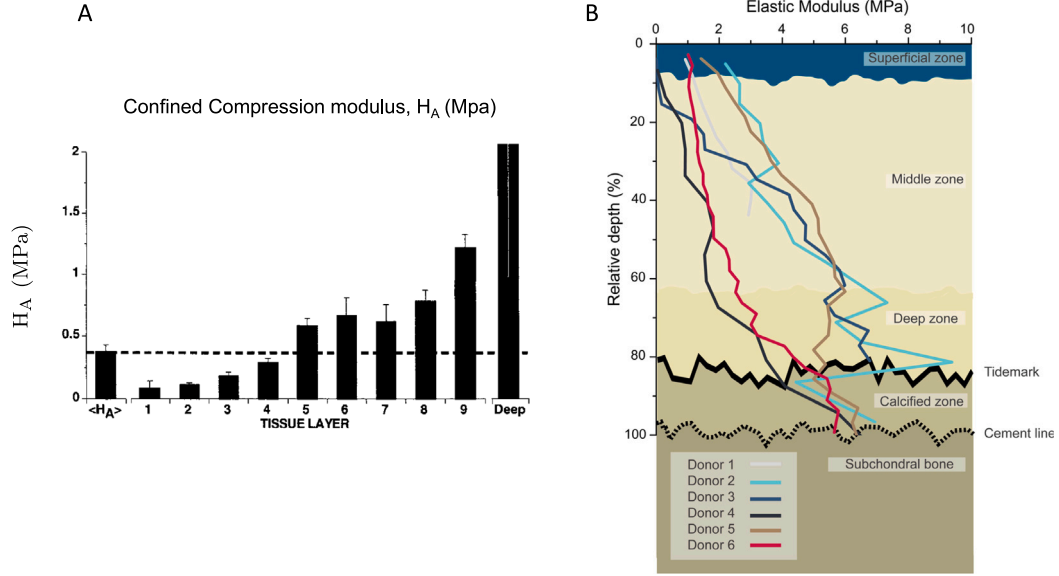 A
Confined Compression modulus, HA (Mpa)
HA (MPa)
2
1.5
1
0.5
0
<HA> 1 2 3 4 5 6 7 8 9 Deep
TISSUE LAYER
B
Elastic Modulus (MPa)
0 2 4 6 8 10
Relative depth (%)
0
20
40
60
80
100
Superficial zone
Middle zone
Deep zone
Tidemark
Calcified zone
Cement line
Subchondral bone
Donor 1
Donor 2
Donor 3
Donor 4
Donor 5
Donor 6